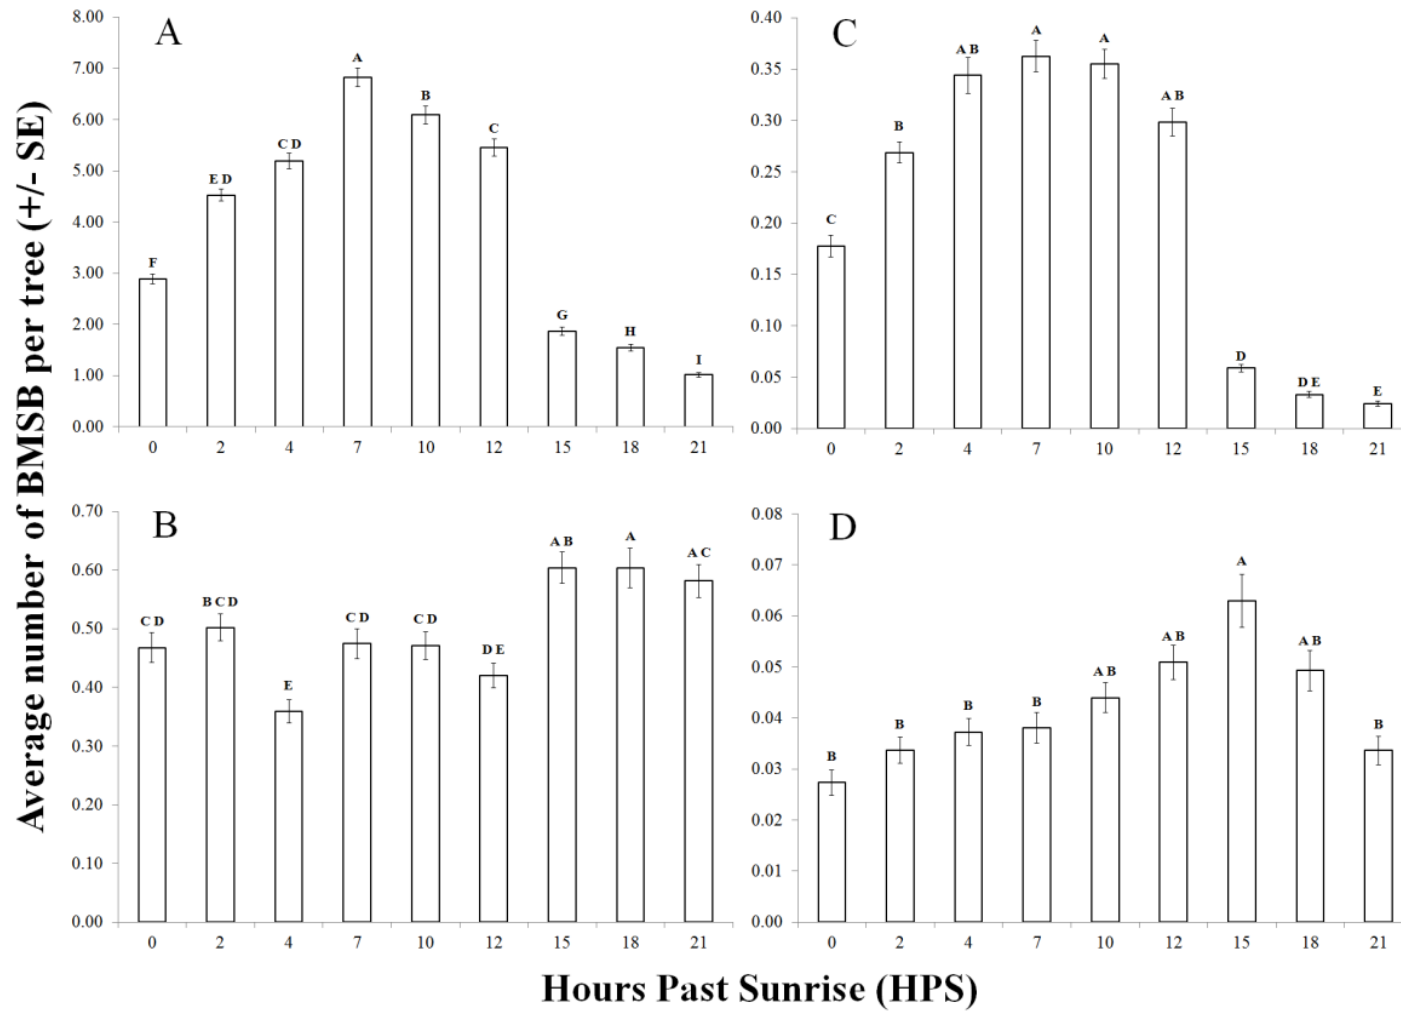 Average number of BMSB per tree (+/- SE)
A
8.00
7.00
6.00
5.00
4.00
3.00
2.00
1.00
0.00
F
E D
C D
A
B
C
G
H
I
0 2 4 7 10 12 15 18 21
C
0.40
0.35
0.30
0.25
0.20
0.15
0.10
0.05
0.00
C
B
A B
A
A
A B
D
D E
E
0 2 4 7 10 12 15 18 21
B
0.70
0.60
0.50
0.40
0.30
0.20
0.10
0.00
C D
B C D
E
C D
C D
D E
A B
A
A C
0 2 4 7 10 12 15 18 21
D
0.08
0.07
0.06
0.05
0.04
0.03
0.02
0.01
0.00
B
B
B
B
A B
A B
A
A B
B
0 2 4 7 10 12 15 18 21
Hours Past Sunrise (HPS)